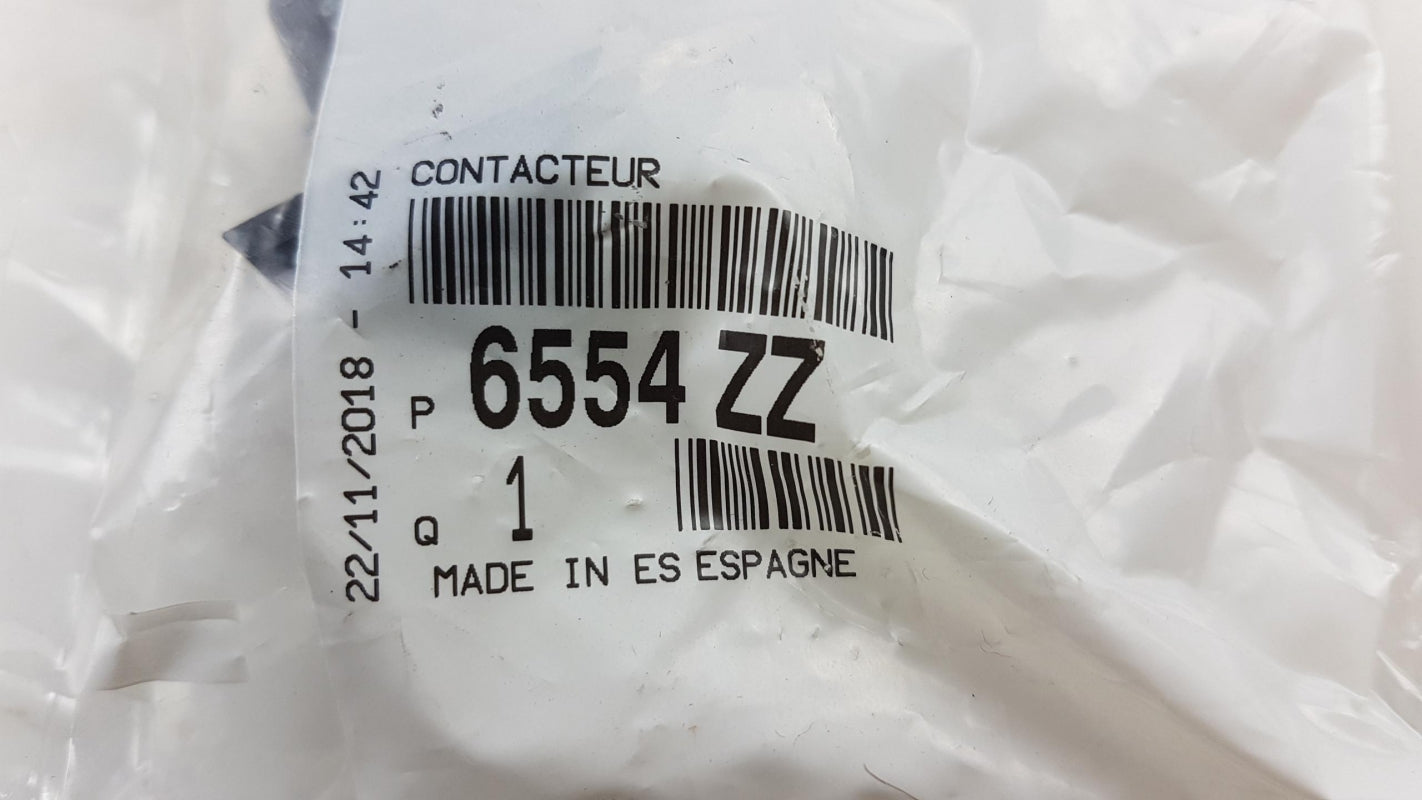 CONTACTEUR
P 6554 ZZ
Q 1
MADE IN ES ESPAGNE
22/11/2018 - 14:42